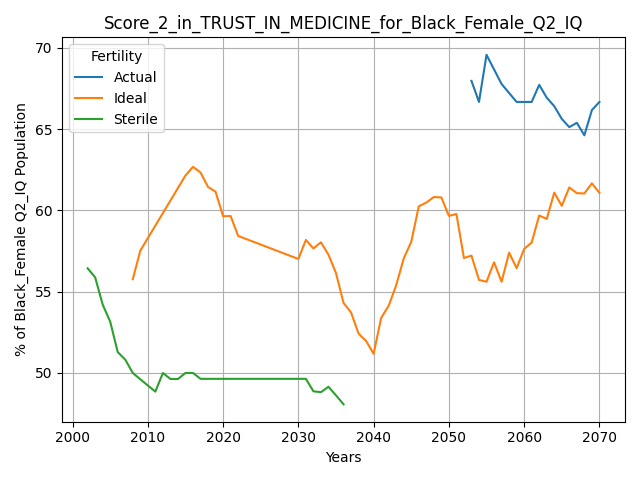 Score_2_in_TRUST_IN_MEDICINE_for_Black_Female_Q2_IQ
Fertility
Actual
Ideal
Sterile
% of Black_Female Q2_IQ Population
70
65
60
55
50
2000
2010
2020
2030
2040
2050
2060
2070
Years